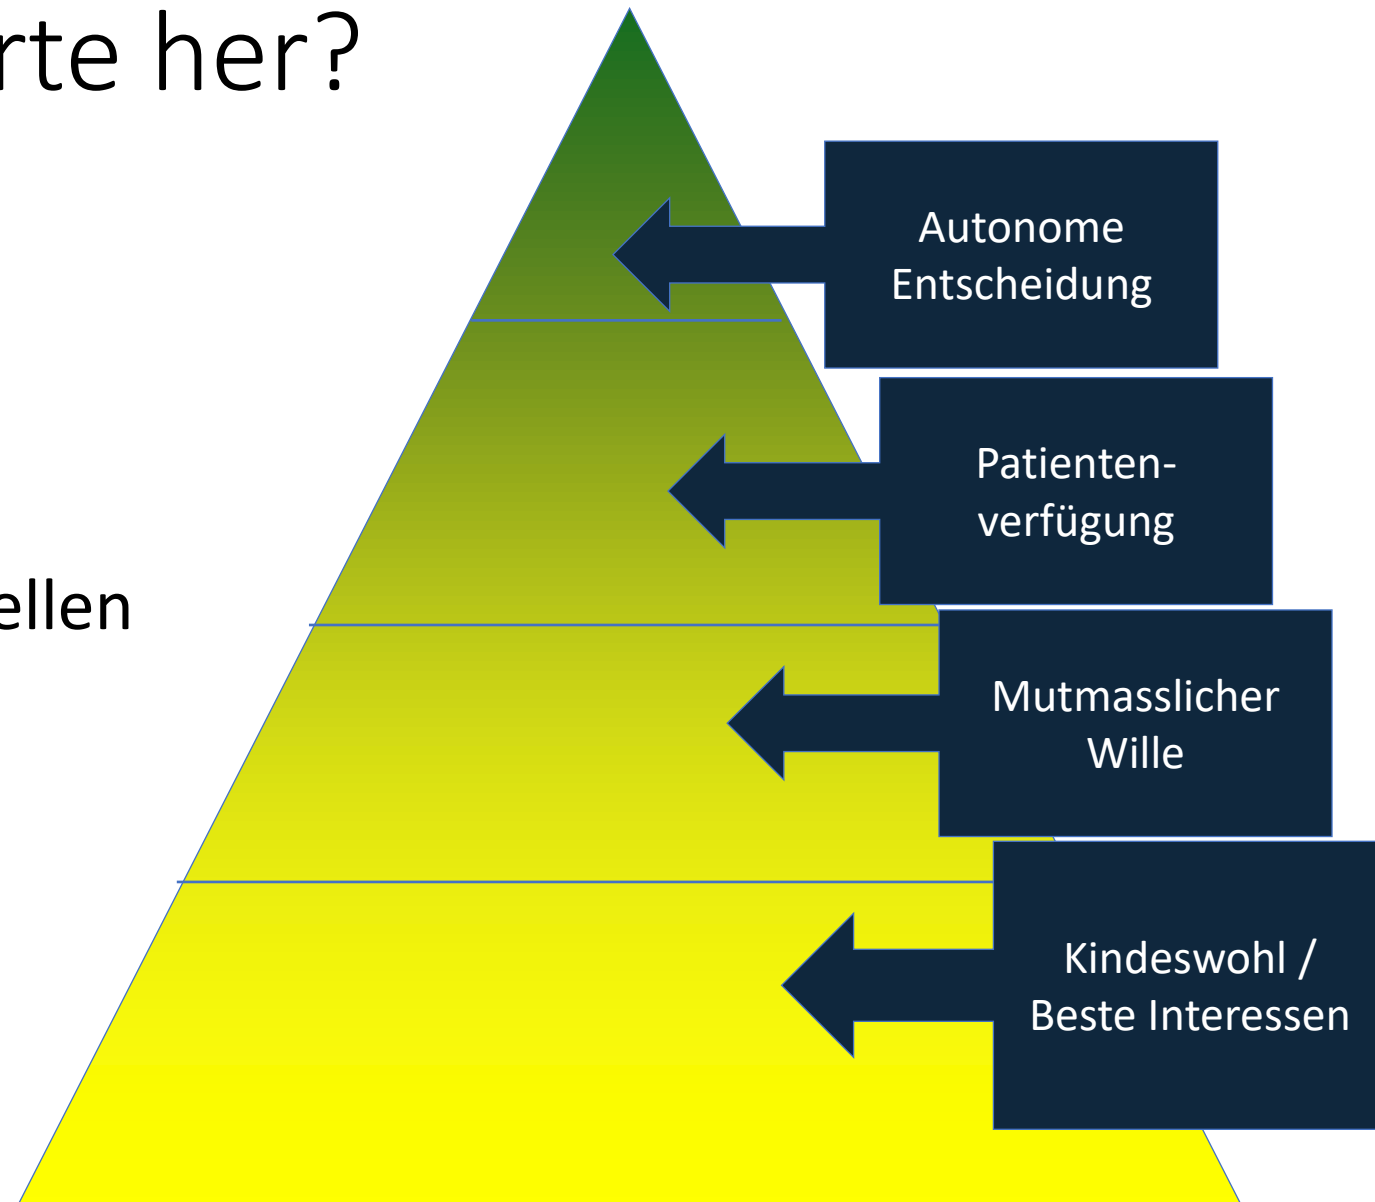 rte her?
Autonome
Entscheidung
Patienten-
verfügung
ellen
Mutmasslicher
Wille
Kindeswohl /
Beste Interessen